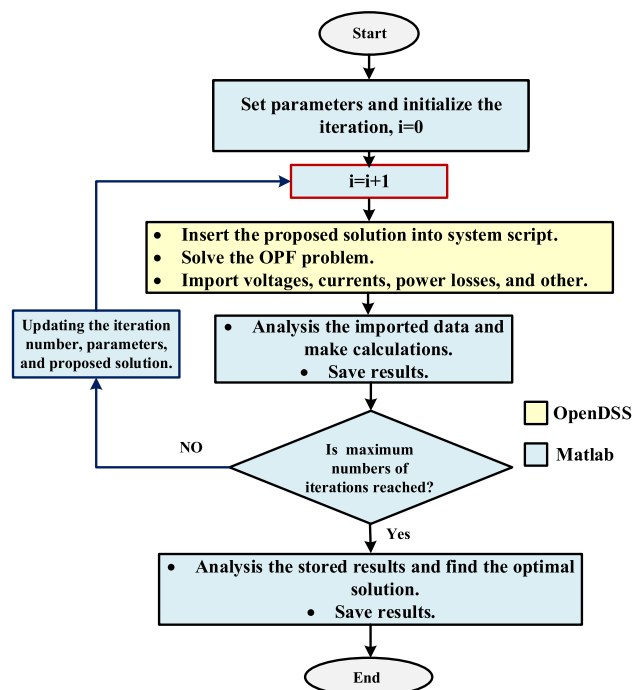 Start
Set parameters and initialize the
iteration, i=0
i=i+1
• Insert the proposed solution into system script.
• Solve the OPF problem.
• Import voltages, currents, power losses, and other.
Updating the iteration
number, parameters,
and proposed solution.
• Analysis the imported data and
make calculations.
• Save results.
OpenDSS
Matlab
NO
Is maximum
numbers of
iterations reached?
Yes
• Analysis the stored results and find the optimal
solution.
• Save results.
End